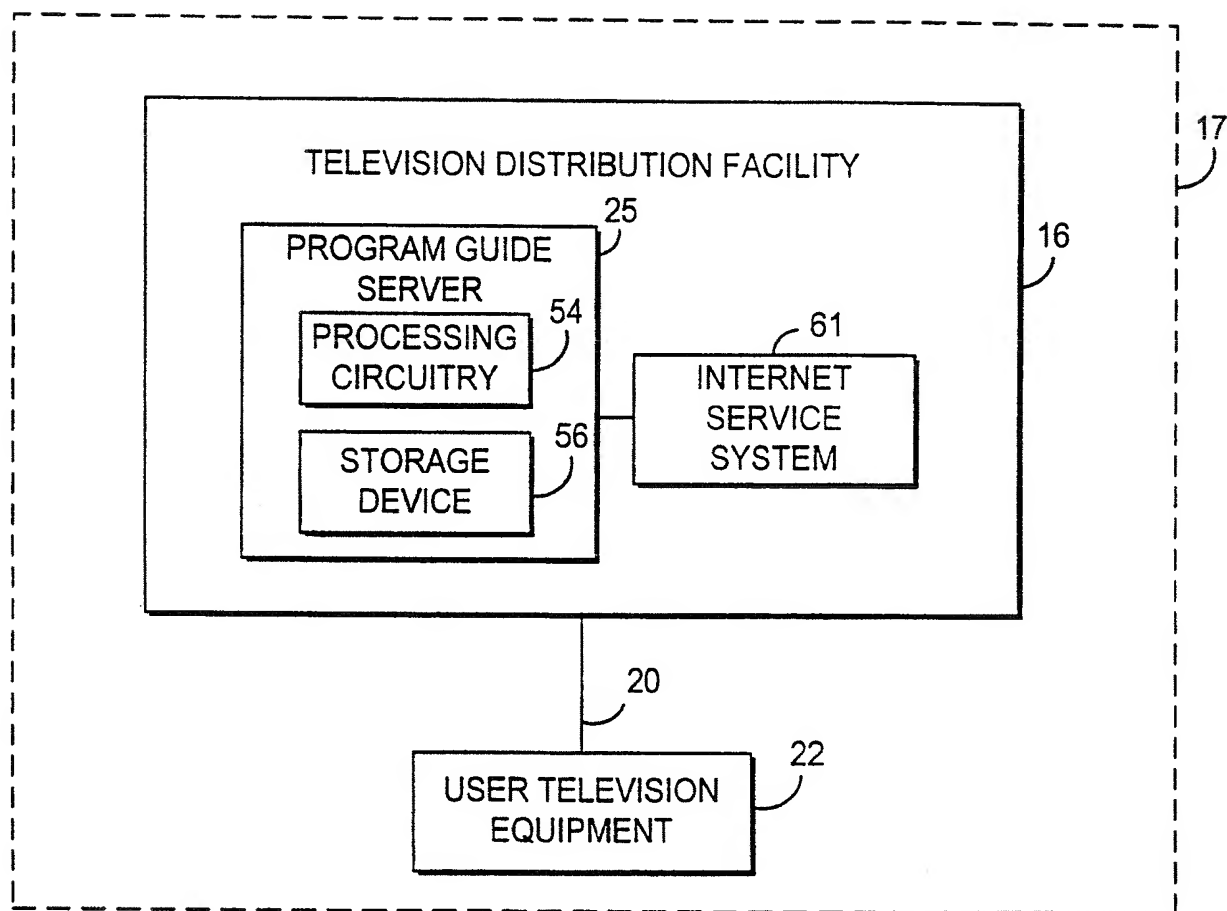 17
TELEVISION DISTRIBUTION FACILITY
16
25
PROGRAM GUIDE
SERVER
54
PROCESSING
CIRCUITRY
61
INTERNET
SERVICE
SYSTEM
56
STORAGE
DEVICE
20
22
USER TELEVISION
EQUIPMENT